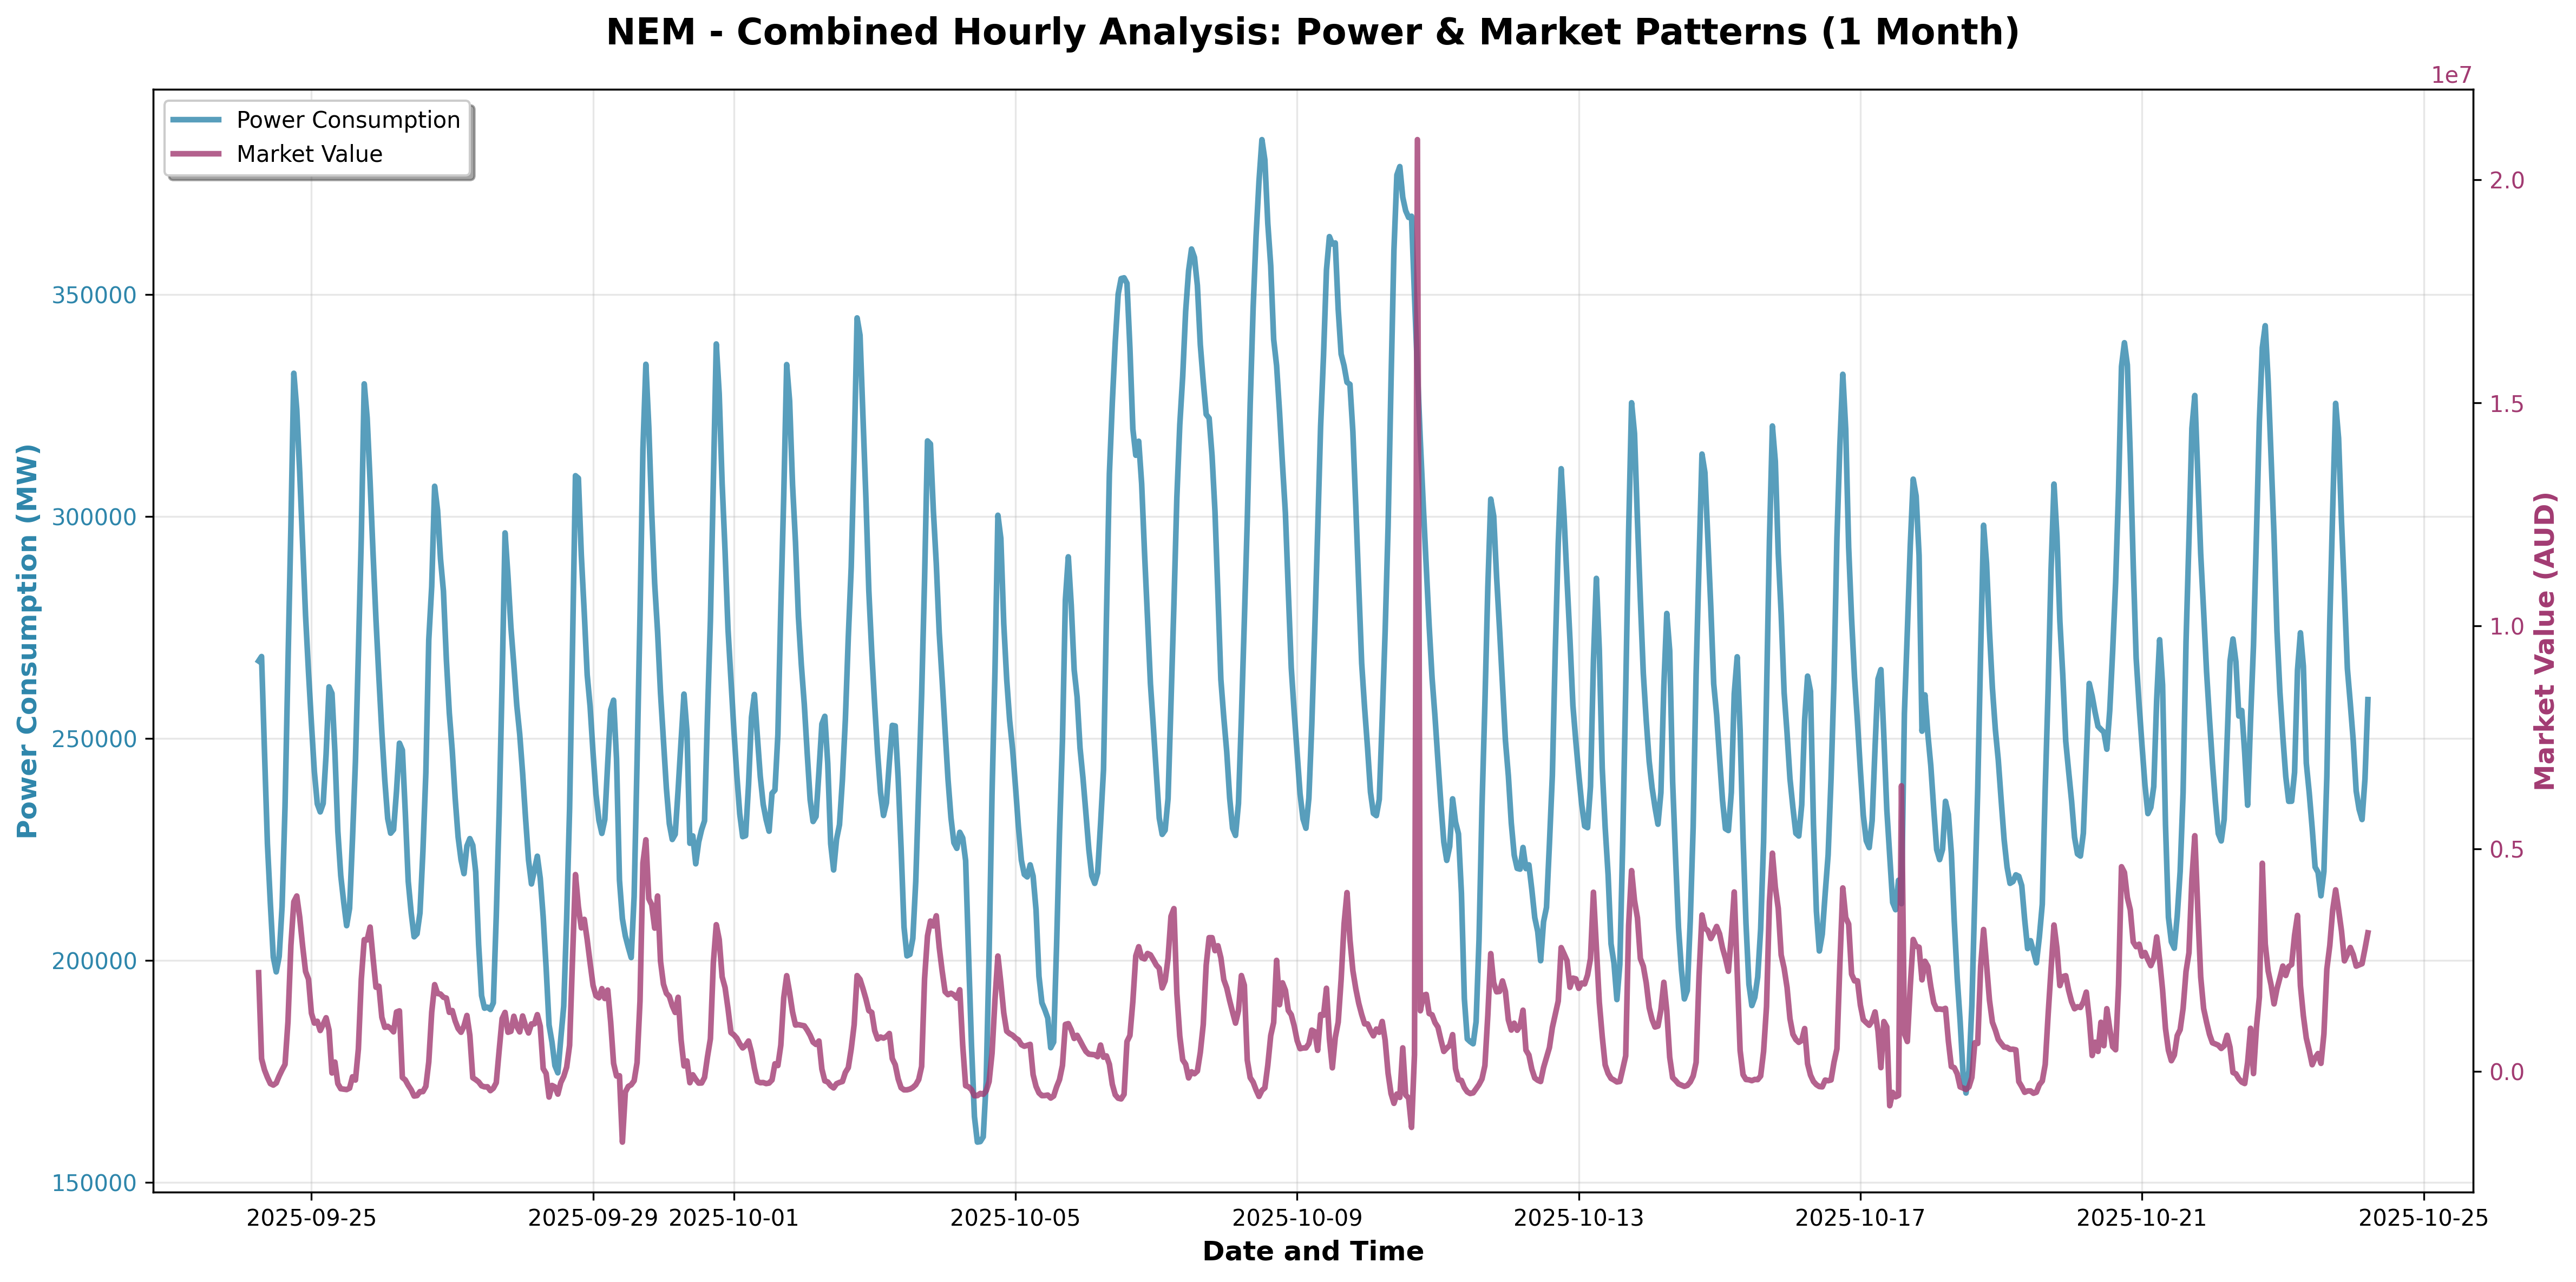 NEM - Combined Hourly Analysis: Power & Market Patterns (1 Month)
1e7
Power Consumption
Market Value
Power Consumption (MW)
350000
300000
250000
200000
150000
2.0
1.5
1.0
0.5
0.0
Market Value (AUD)
2025-09-25 2025-09-29 2025-10-01 2025-10-05 2025-10-09 2025-10-13 2025-10-17 2025-10-21 2025-10-25
Date and Time